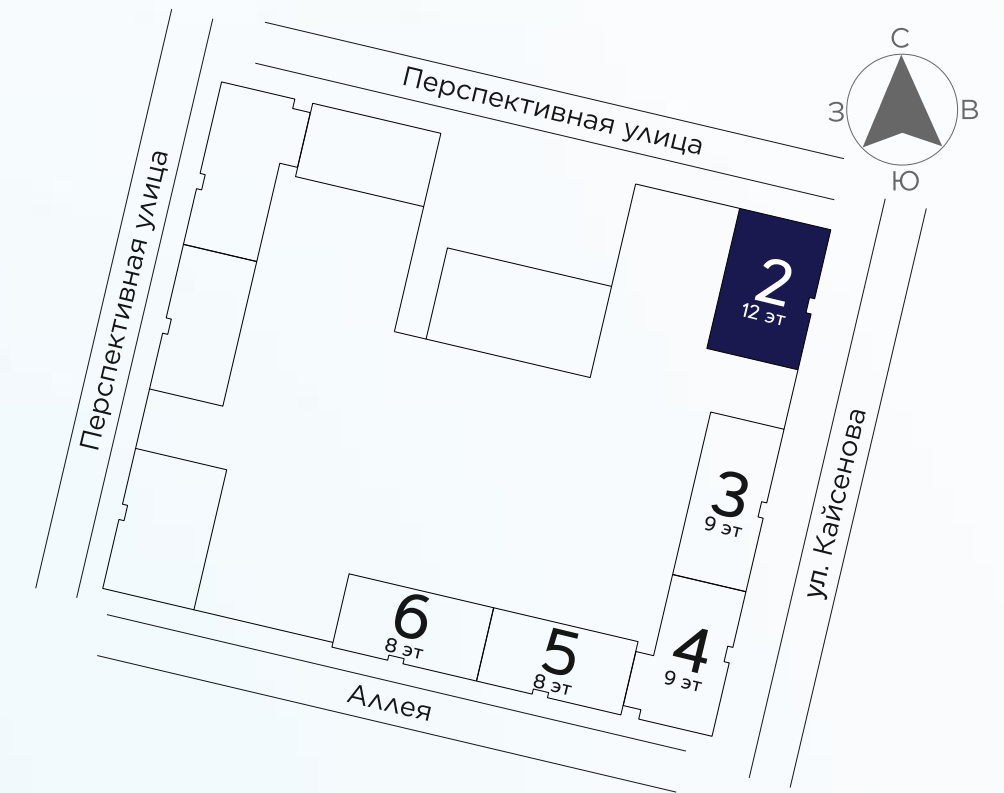 С
З
В
Ю
Перспективная улица
Перспективная улица
2
12 эт
3
9 эт
ул. Кайсенова
6
8 эт
5
8 эт
4
9 эт
Аллея